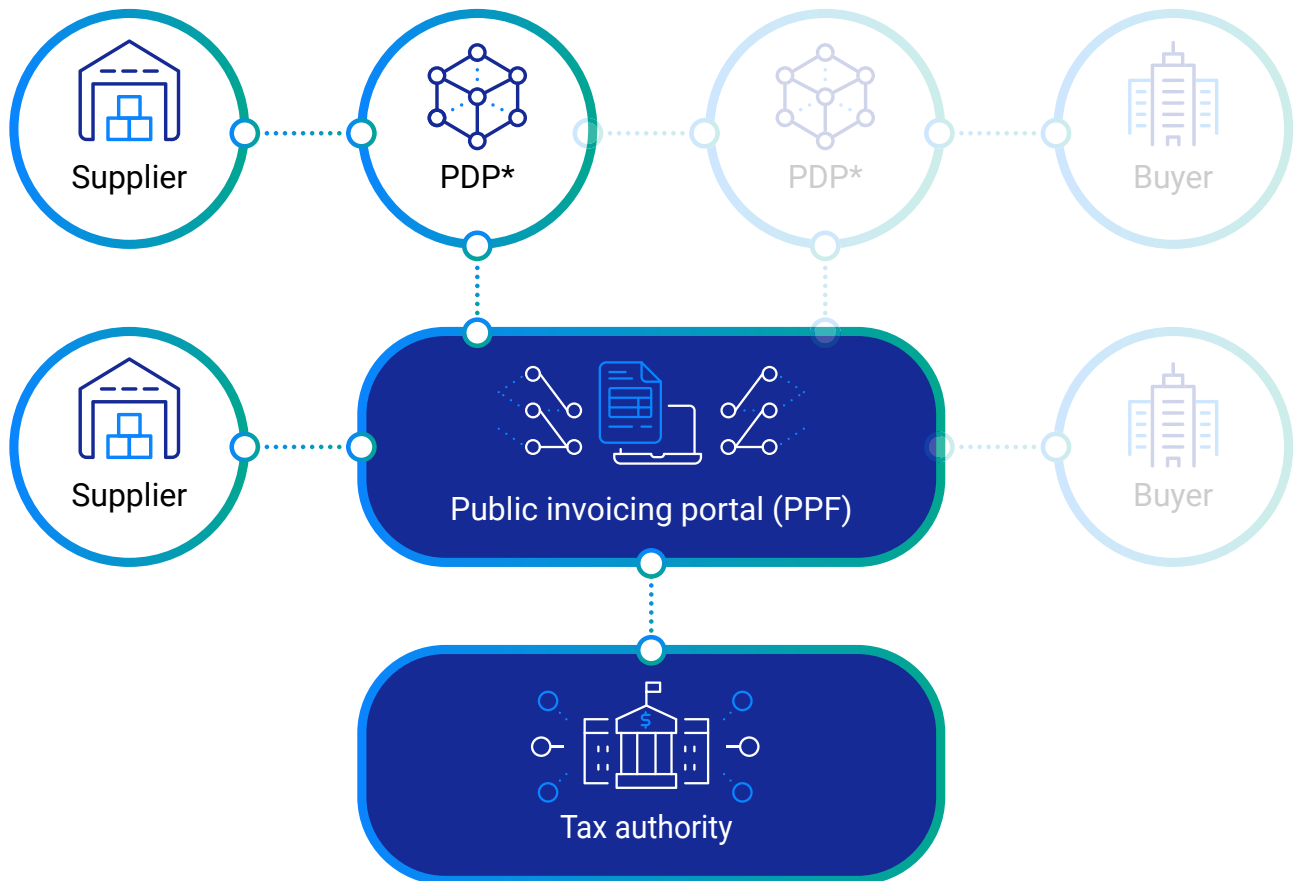 Supplier
PDP*
PDP*
Buyer
Supplier
Public invoicing portal (PPF)
Buyer
$
Tax authority